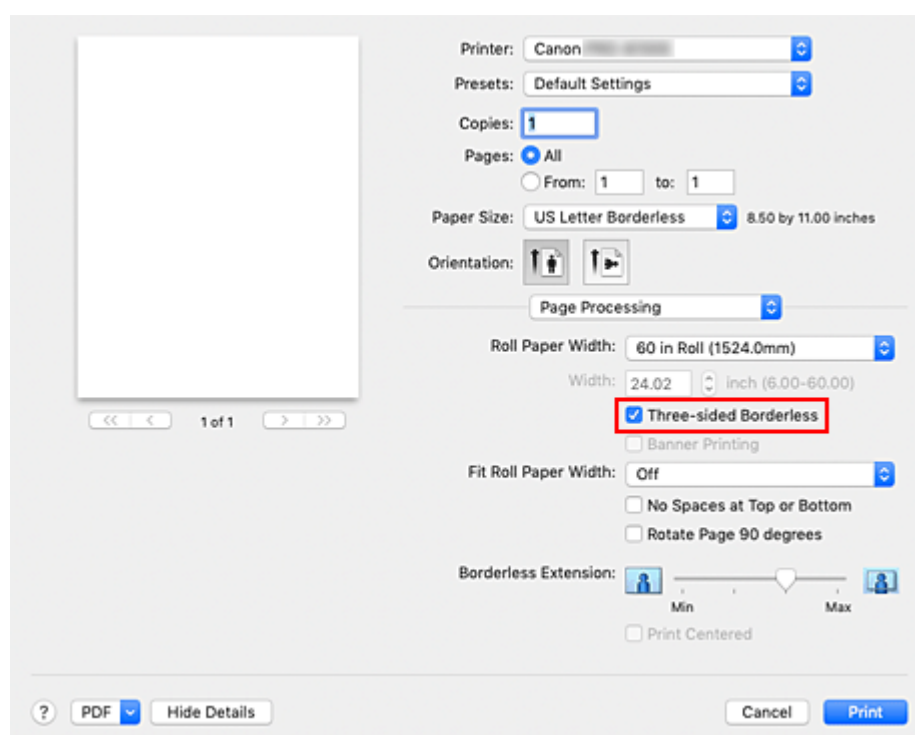 Printer: Canon
Presets: Default Settings
Copies: 1
Pages: All
From: 1 to: 1
Paper Size: US Letter Borderless 8.50 by 11.00 inches
Orientation:
Page Processing
Roll Paper Width: 60 in Roll (1524.0mm)
Width: 24.02 inch (6.00-60.00)
<< < 1 of 1 > >>
Three-sided Borderless
Banner Printing
Fit Roll Paper Width: Off
No Spaces at Top or Bottom
Rotate Page 90 degrees
Borderless Extension:
Min Max
Print Centered
? PDF Hide Details Cancel Print